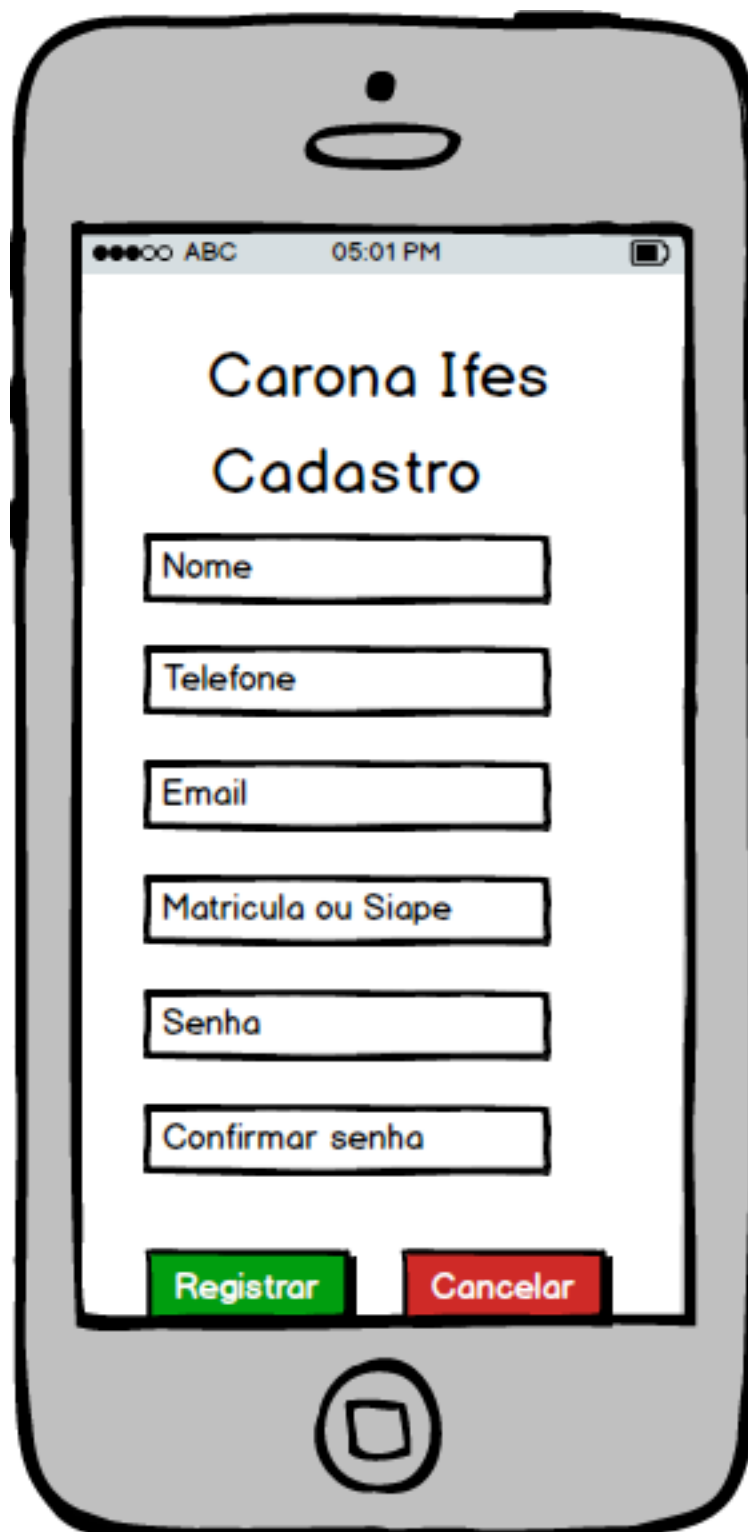 ABC 05:01 PM
Carona Ifes
Cadastro
Nome
Telefone
Email
Matricula ou Siape
Senha
Confirmar senha
Registrar Cancelar